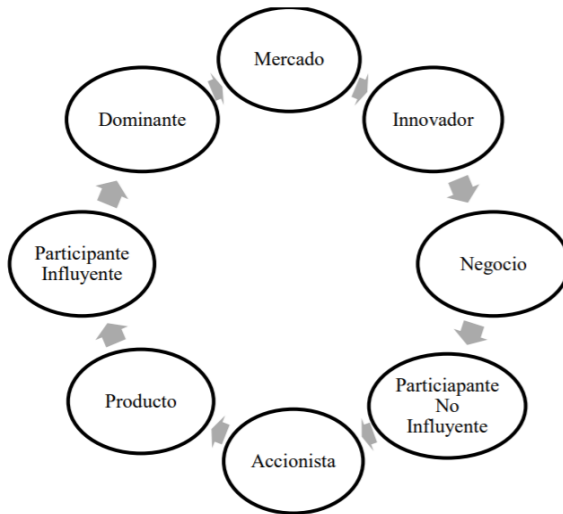 Mercado
Innovador
Negocio
Particiapante
No
Influyente
Accionista
Producto
Participante
Influyente
Dominante